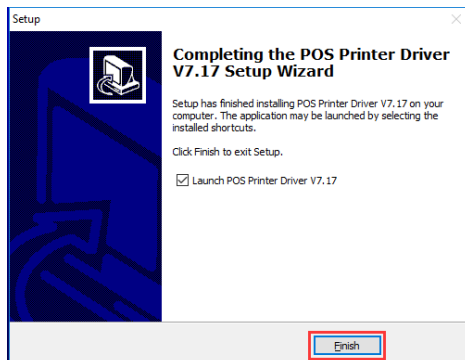 Setup
Completing the POS Printer Driver
V7.17 Setup Wizard
Setup has finished installing POS Printer Driver V7.17 on your
computer. The application may be launched by selecting the
installed shortcuts.
Click Finish to exit Setup.
Launch POS Printer Driver V7.17
Finish